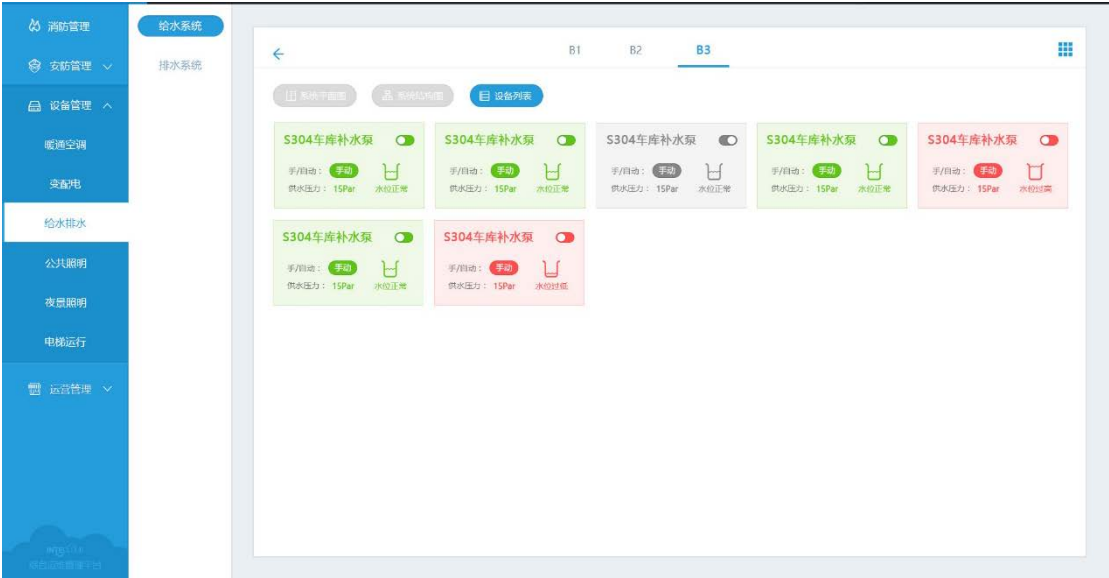 消防管理
安防管理
设备管理
暖通空调
变配电
给水排水
公共照明
夜景照明
电梯运行
运营管理
给水系统
排水系统
B1 B2 B3
系统平面图 系统结构图 设备列表
S304车库补水泵
手/自动： 手动
供水压力： 15Par 水位正常
S304车库补水泵
手/自动： 手动
供水压力： 15Par 水位正常
S304车库补水泵
手/自动： 手动
供水压力： 15Par 水位正常
S304车库补水泵
手/自动： 手动
供水压力： 15Par 水位正常
S304车库补水泵
手/自动： 手动
供水压力： 15Par 水位过高
S304车库补水泵
手/自动： 手动
供水压力： 15Par 水位正常
S304车库补水泵
手/自动： 手动
供水压力： 15Par 水位过低